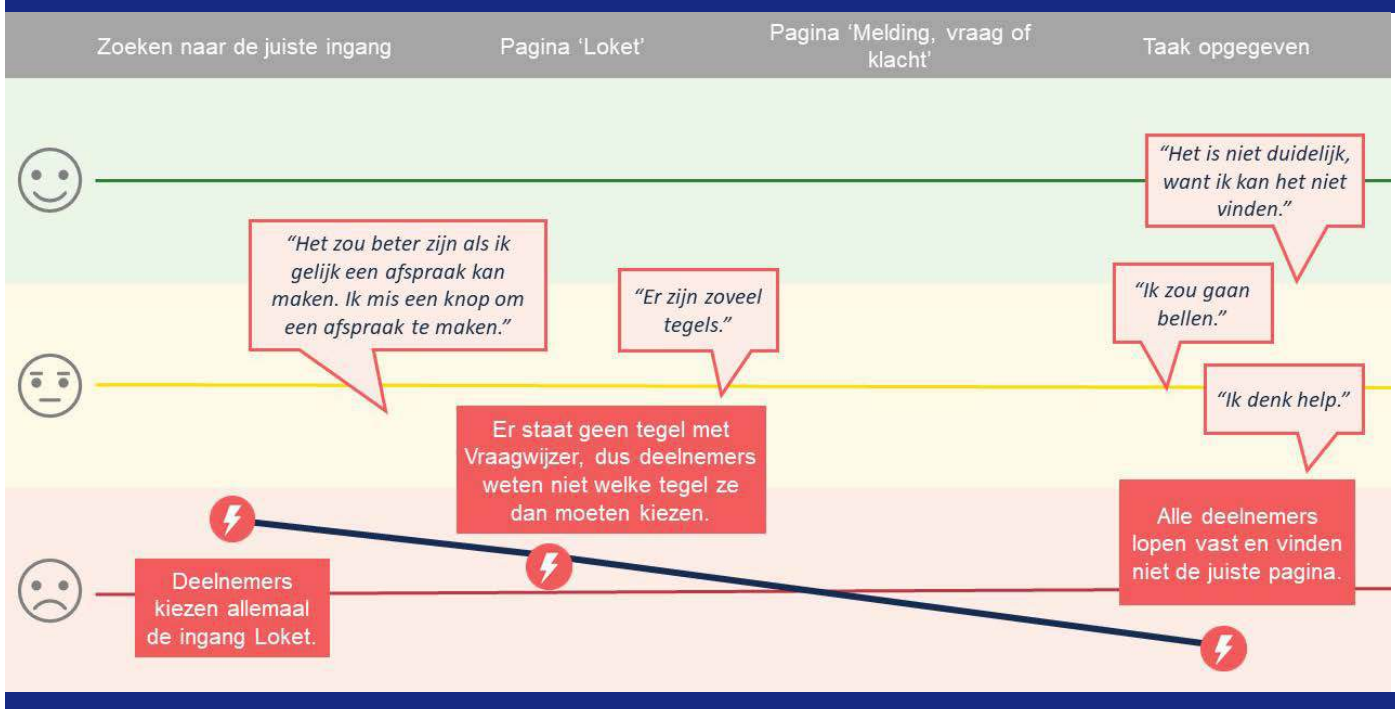 Zoeken naar de juiste ingang
Pagina ‘Loket’
Pagina ‘Melding, vraag of
klacht’
Taak opgegeven
“Het is niet duidelijk,
want ik kan het niet
vinden.”
“Het zou beter zijn als ik
gelijk een afspraak kan
maken. Ik mis een knop om
een afspraak te maken.”
“Er zijn zoveel
tegels.”
“Ik zou gaan
bellen.”
“Ik denk help.”
Er staat geen tegel met
Vraagwijzer, dus deelnemers
weten niet welke tegel ze
dan moeten kiezen.
Alle deelnemers
lopen vast en vinden
niet de juiste pagina.
Deelnemers
kiezen allemaal
de ingang Loket.